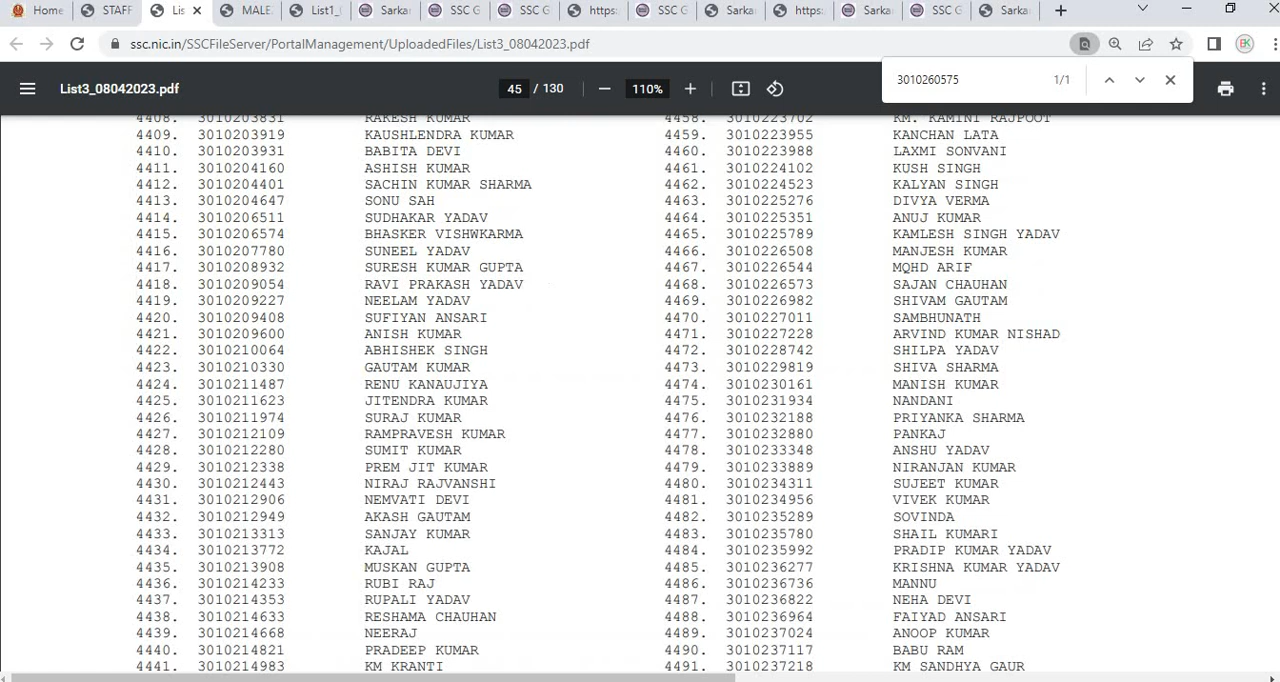 Home
STAFF
Lis
MALE
List1_
Sarka
SSC G
SSC G
https:
SSC G
Sarka
https:
Sarka
SSC G
Sarka
ssc.nic.in/SSCFileServer/PortalManagement/UploadedFiles/List3_08042023.pdf
List3_08042023.pdf
45 / 130
110%
3010260575 1/1
4408. 3010203831 RAKESH KUMAR 4458. 3010223702 KM. KAMINI RAJPOOT
4409. 3010203919 KAUSHLENDRA KUMAR 4459. 3010223955 KANCHAN LATA
4410. 3010203931 BABITA DEVI 4460. 3010223988 LAXMI SONVANI
4411. 3010204160 ASHISH KUMAR 4461. 3010224102 KUSH SINGH
4412. 3010204401 SACHIN KUMAR SHARMA 4462. 3010224523 KALYAN SINGH
4413. 3010204647 SONU SAH 4463. 3010225276 DIVYA VERMA
4414. 3010206511 SUDHAKAR YADAV 4464. 3010225351 ANUJ KUMAR
4415. 3010206574 BHASKER VISHWKARMA 4465. 3010225789 KAMLESH SINGH YADAV
4416. 3010207780 SUNEEL YADAV 4466. 3010226508 MANJESH KUMAR
4417. 3010208932 SURESH KUMAR GUPTA 4467. 3010226544 MQHD ARIF
4418. 3010209054 RAVI PRAKASH YADAV 4468. 3010226573 SAJAN CHAUHAN
4419. 3010209227 NEELAM YADAV 4469. 3010226982 SHIVAM GAUTAM
4420. 3010209408 SUFIYAN ANSARI 4470. 3010227011 SAMBHUNATH
4421. 3010209600 ANISH KUMAR 4471. 3010227228 ARVIND KUMAR NISHAD
4422. 3010210064 ABHISHEK SINGH 4472. 3010228742 SHILPA YADAV
4423. 3010210330 GAUTAM KUMAR 4473. 3010229819 SHIVA SHARMA
4424. 3010211487 RENU KANAUJIYA 4474. 3010230161 MANISH KUMAR
4425. 3010211623 JITENDRA KUMAR 4475. 3010231934 NANDANI
4426. 3010211974 SURAJ KUMAR 4476. 3010232188 PRIYANKA SHARMA
4427. 3010212109 RAMPRAVESH KUMAR 4477. 3010232880 PANKAJ
4428. 3010212280 SUMIT KUMAR 4478. 3010233348 ANSHU YADAV
4429. 3010212338 PREM JIT KUMAR 4479. 3010233889 NIRANJAN KUMAR
4430. 3010212443 NIRAJ RAJVANSHI 4480. 3010234311 SUJEET KUMAR
4431. 3010212906 NEMVATI DEVI 4481. 3010234956 VIVEK KUMAR
4432. 3010212949 AKASH GAUTAM 4482. 3010235289 SOVINDA
4433. 3010213313 SANJAY KUMAR 4483. 3010235780 SHAIL KUMARI
4434. 3010213772 KAJAL 4484. 3010235992 PRADIP KUMAR YADAV
4435. 3010213908 MUSKAN GUPTA 4485. 3010236277 KRISHNA KUMAR YADAV
4436. 3010214233 RUBI RAJ 4486. 3010236736 MANNU
4437. 3010214353 RUPALI YADAV 4487. 3010236822 NEHA DEVI
4438. 3010214633 RESHAMA CHAUHAN 4488. 3010236964 FAIYAD ANSARI
4439. 3010214668 NEERAJ 4489. 3010237024 ANOOP KUMAR
4440. 3010214821 PRADEEP KUMAR 4490. 3010237117 BABU RAM
4441. 3010214983 KM KRANTI 4491. 3010237218 KM SANDHYA GAUR